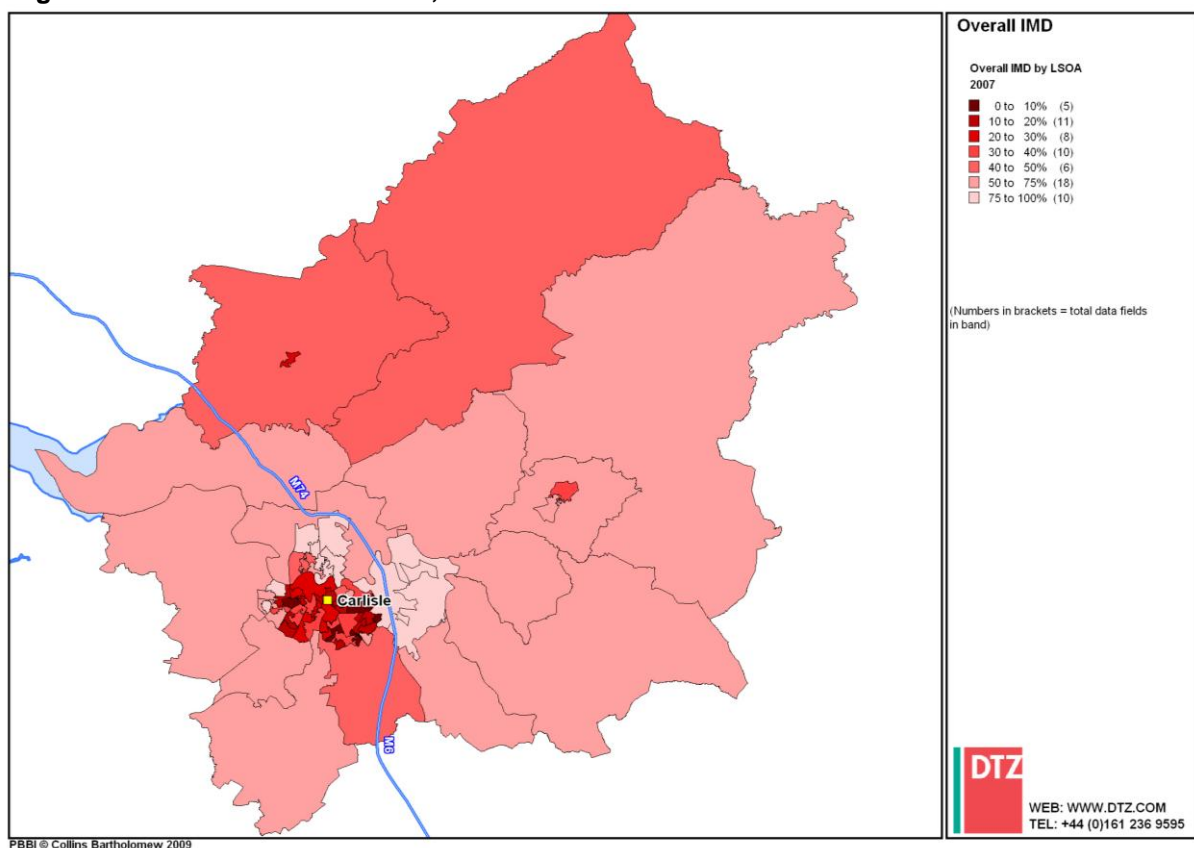 Overall IMD
Overall IMD by LSOA
2007
0 to 10% (5)
10 to 20% (11)
20 to 30% (8)
30 to 40% (10)
40 to 50% (6)
50 to 75% (18)
75 to 100% (10)
(Numbers in brackets = total data fields
in band)
M74
Carlisle
M6
DTZ
WEB: WWW.DTZ.COM
TEL: +44 (0)161 236 9595
PBBI © Collins Bartholomew 2009